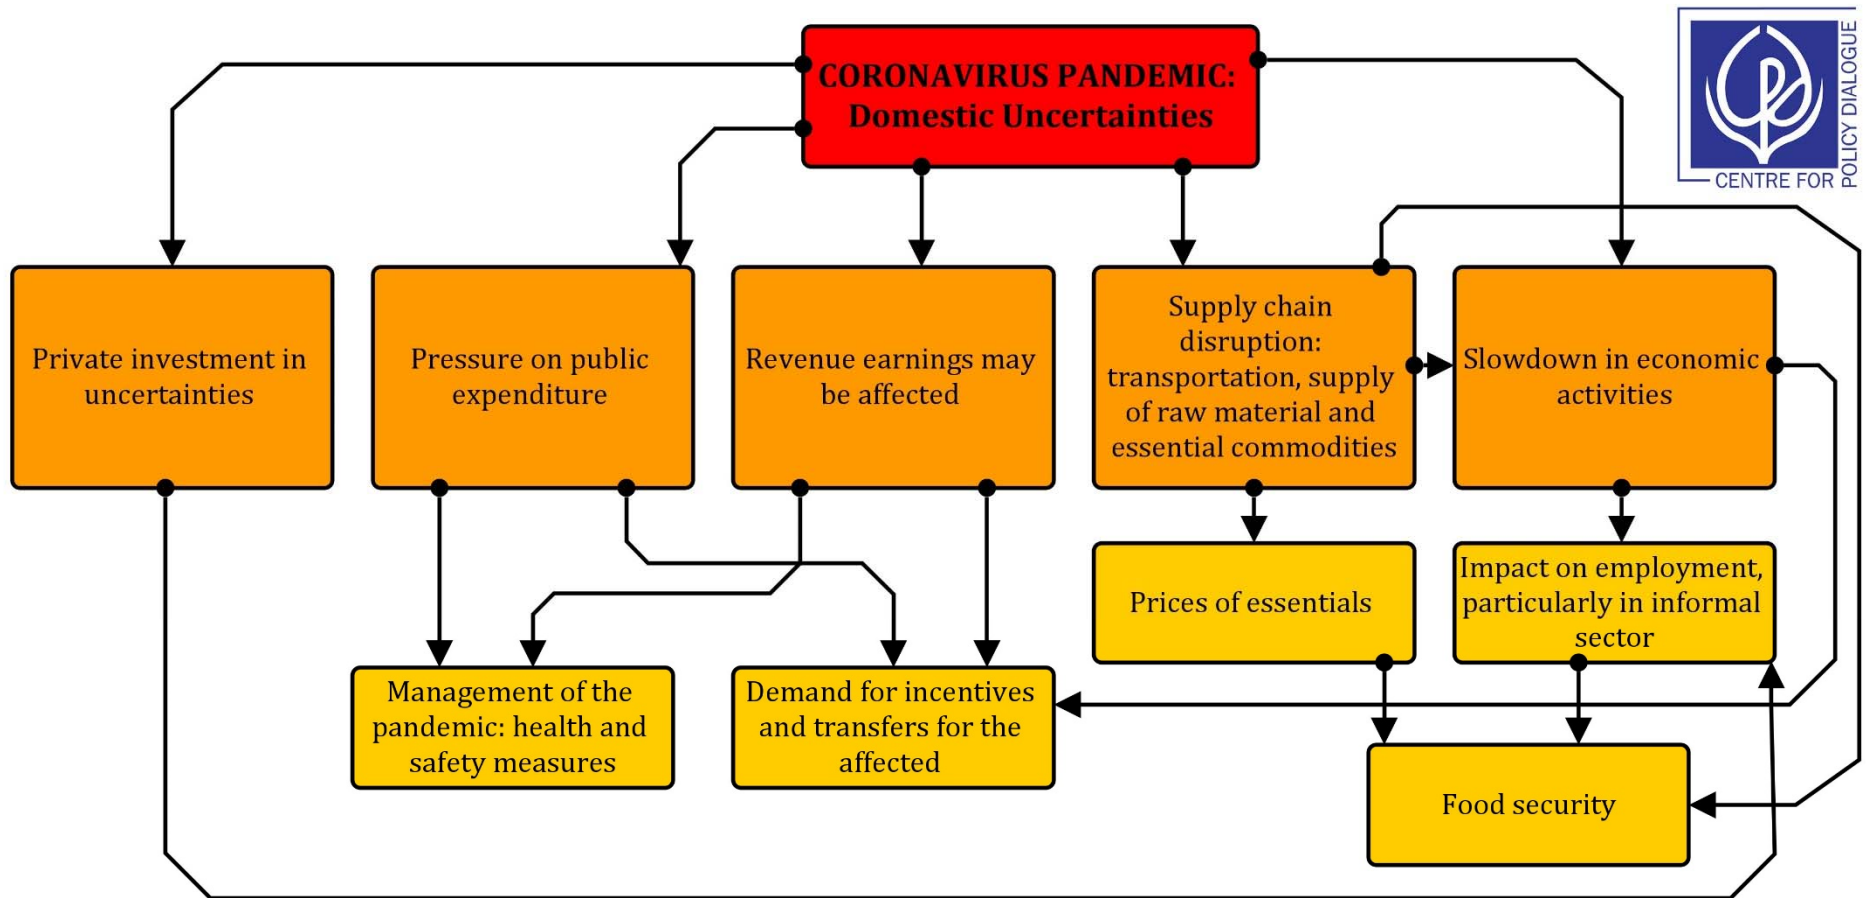 CORONAVIRUS PANDEMIC:
Domestic Uncertainties
CENTRE FOR
POLICY DIALOGUE
Private investment in
uncertainties
Pressure on public
expenditure
Revenue earnings may
be affected
Supply chain
disruption:
transportation, supply
of raw material and
essential commodities
Slowdown in economic
activities
Prices of essentials
Impact on employment,
particularly in informal
sector
Management of the
pandemic: health and
safety measures
Demand for incentives
and transfers for the
affected
Food security